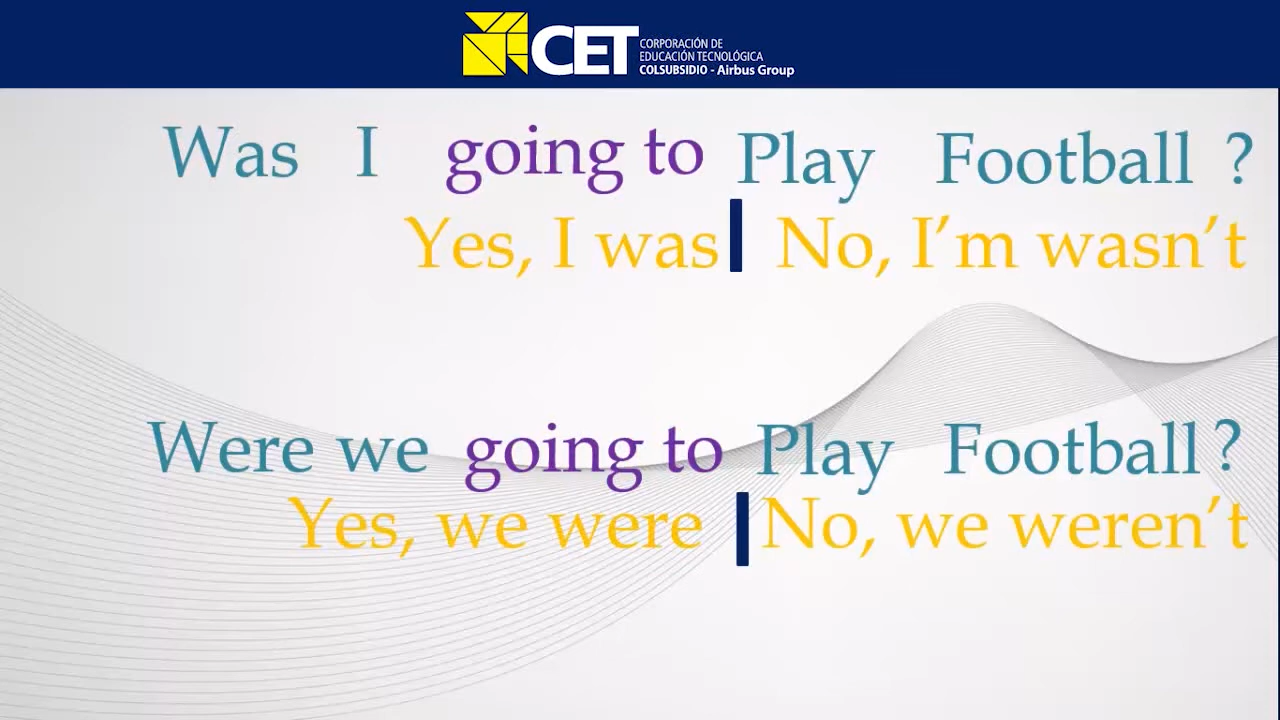 CET
CORPORACIÓN DE
EDUCACIÓN TECNOLÓGICA
COLSUBSIDIO - Airbus Group
Was I going to Play Football ?
Yes, I was No, I'm wasn't
Were we going to Play Football ?
Yes, we were No, we weren't